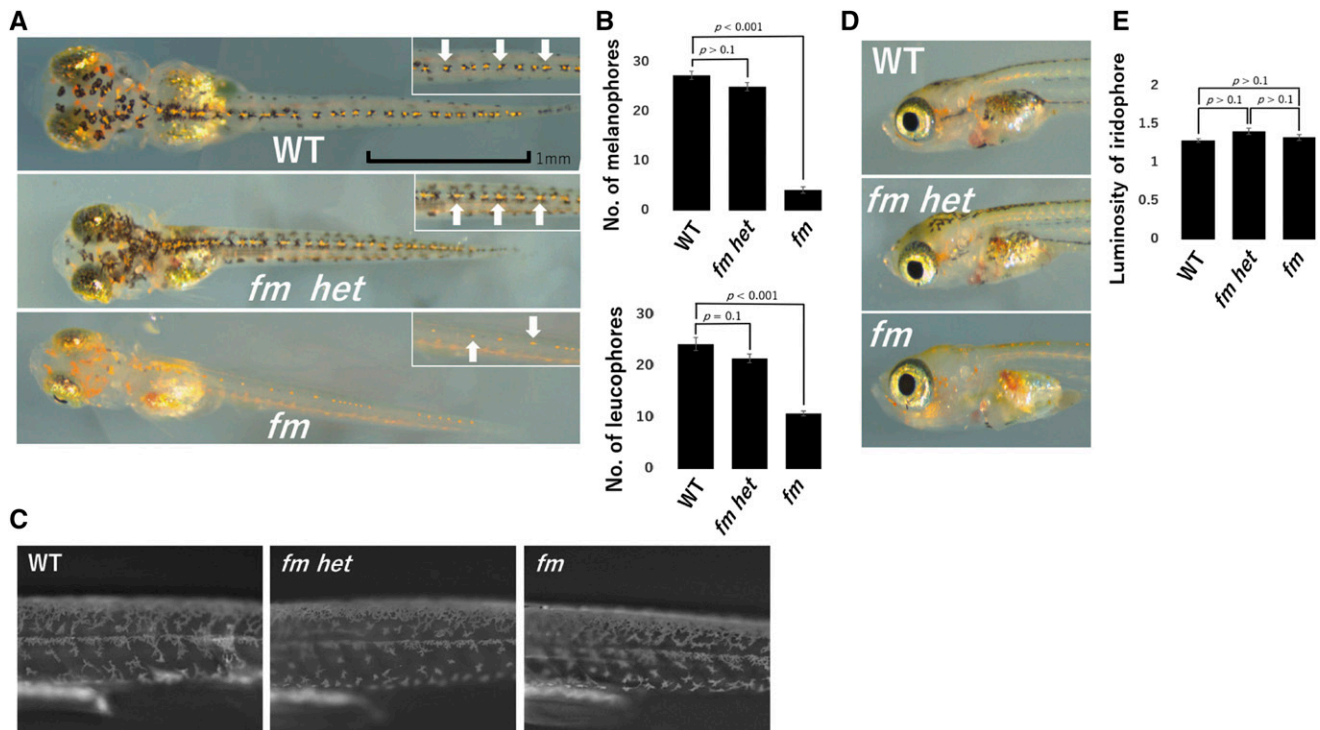 A
WT
1mm
fm het
fm
B
No. of melanophores
30
20
10
0
p < 0.001
p > 0.1
WT
fm het
fm
No. of leucophores
30
20
10
0
p < 0.001
p = 0.1
WT
fm het
fm
C
WT
fm het
fm
D
WT
fm het
fm
E
Luminosity of iridophore
2
1.5
1
0.5
0
p > 0.1
p > 0.1
p > 0.1
WT
fm het
fm